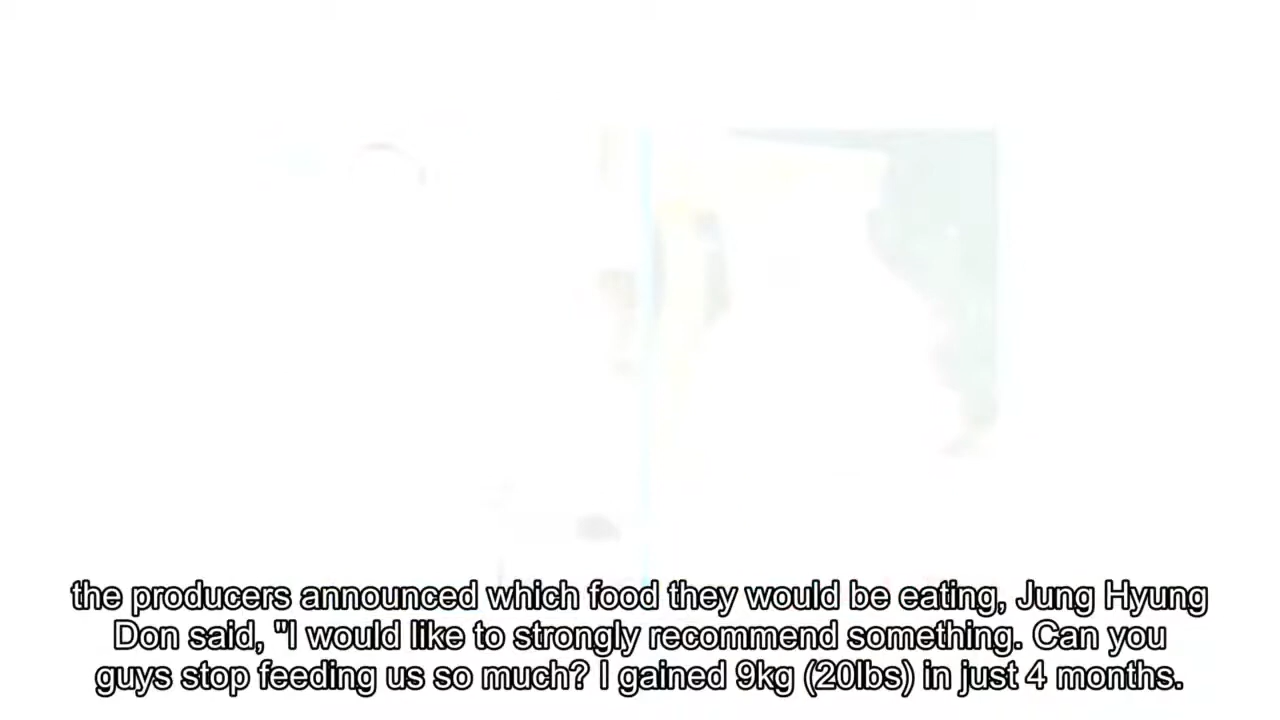 the producers announced which food they would be eating, Jung Hyung
Don said, "I would like to strongly recommend something. Can you
guys stop feeding us so much? I gained 9kg (20lbs) in just 4 months.